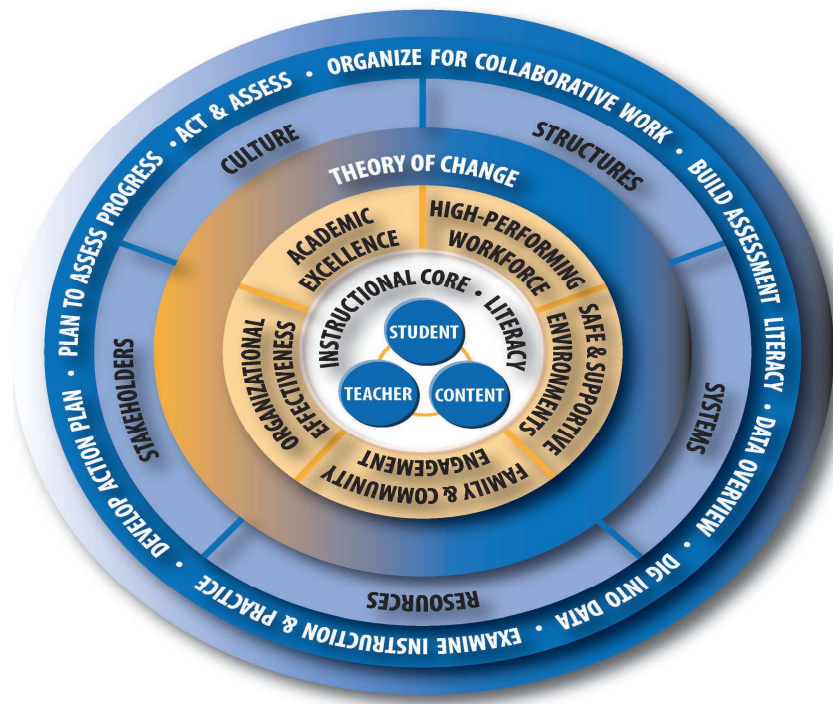 ORGANIZE FOR COLLABORATIVE WORK • BUILD ASSESSMENT LITERACY • DATA OVERVIEW • DIG INTO DATA • EXAMINE INSTRUCTION & PRACTICE • DEVELOP ACTION PLAN • PLAN TO ASSESS PROGRESS • ACT & ASSESS •
CULTURE
STRUCTURES
SYSTEMS
RESOURCES
STAKEHOLDERS
THEORY OF CHANGE
ACADEMIC
EXCELLENCE
HIGH-PERFORMING
WORKFORCE
SAFE & SUPPORTIVE
ENVIRONMENTS
FAMILY & COMMUNITY
ENGAGEMENT
ORGANIZATIONAL
EFFECTIVENESS
INSTRUCTIONAL CORE • LITERACY
STUDENT
TEACHER
CONTENT